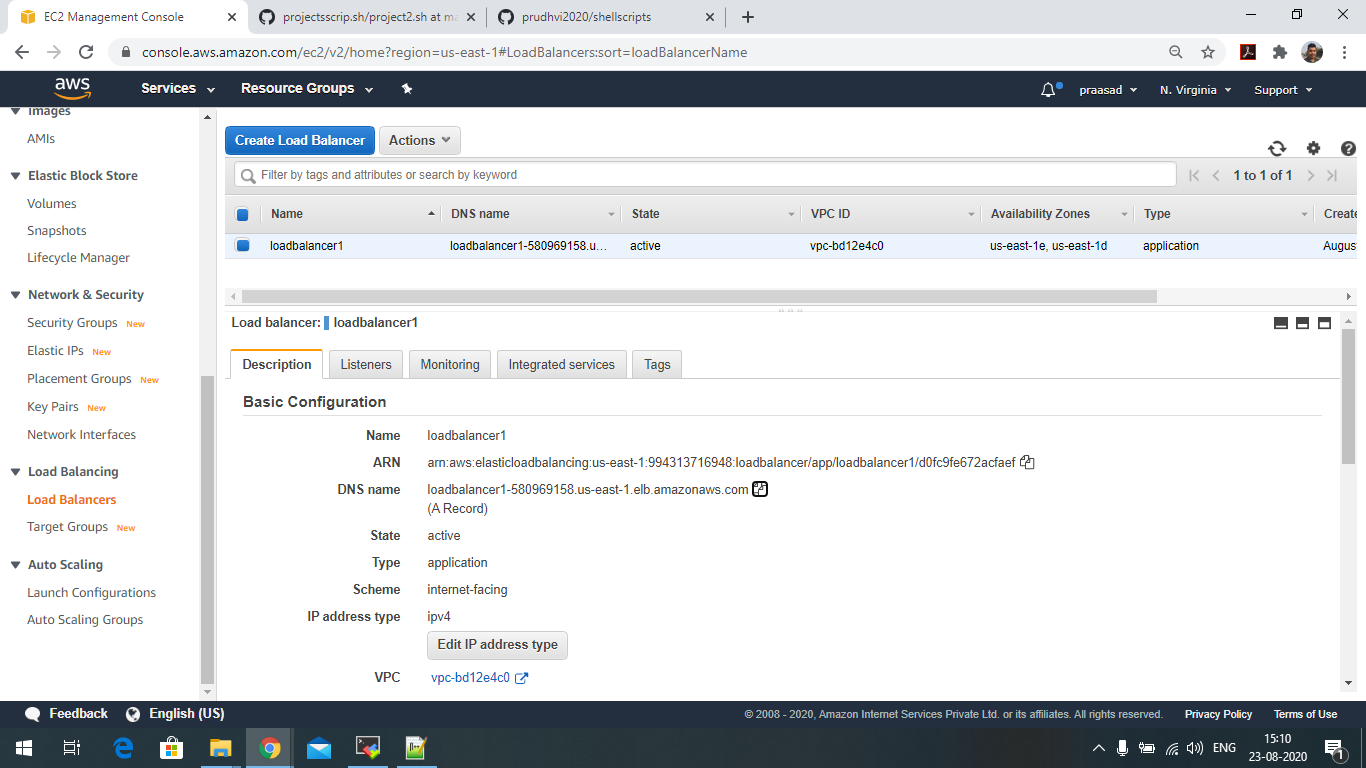 EC2 Management Console
projectsscrip.sh/project2.sh at ma
prudhvi2020/shellscripts
console.aws.amazon.com/ec2/v2/home?region=us-east-1#LoadBalancers:sort=loadBalancerName
aws
Services
Resource Groups
praasad
N. Virginia
Support
Images
AMIs
Elastic Block Store
Volumes
Snapshots
Lifecycle Manager
Network & Security
Security Groups New
Elastic IPs New
Placement Groups New
Key Pairs New
Network Interfaces
Load Balancing
Load Balancers
Target Groups New
Auto Scaling
Launch Configurations
Auto Scaling Groups
Create Load Balancer
Actions
Filter by tags and attributes or search by keyword
1 to 1 of 1
Name DNS name State VPC ID Availability Zones Type Create
loadbalancer1 loadbalancer1-580969158.u... active vpc-bd12e4c0 us-east-1e, us-east-1d application August
Load balancer: loadbalancer1
Description Listeners Monitoring Integrated services Tags
Basic Configuration
Name loadbalancer1
ARN arn:aws:elasticloadbalancing:us-east-1:994313716948:loadbalancer/app/loadbalancer1/d0fc9fe672acfaef
DNS name loadbalancer1-580969158.us-east-1.elb.amazonaws.com
(A Record)
State active
Type application
Scheme internet-facing
IP address type ipv4
Edit IP address type
VPC vpc-bd12e4c0
Feedback
English (US)
© 2008 - 2020, Amazon Internet Services Private Ltd. or its affiliates. All rights reserved.
Privacy Policy
Terms of Use
ENG
15:10
23-08-2020
1